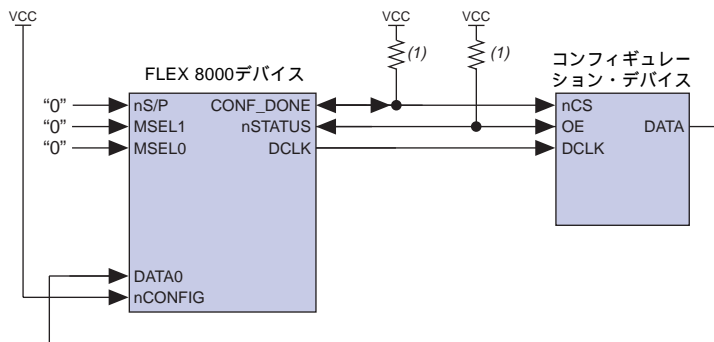 VCC
VCC
VCC
(1)
(1)
FLEX 8000デバイス
コンフィギュレー
ション・デバイス
“0”
nS/P
CONF_DONE
nCS
“0”
MSEL1
nSTATUS
OE
DATA
“0”
MSEL0
DCLK
DCLK
DATA0
nCONFIG